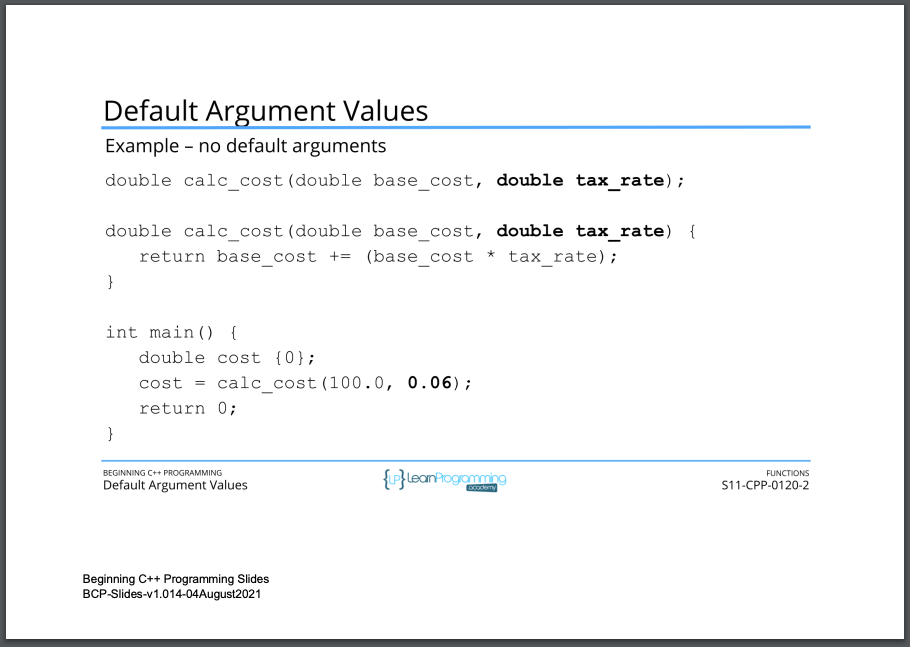 Default Argument Values
Example – no default arguments
double calc_cost(double base_cost, double tax_rate);
double calc_cost(double base_cost, double tax_rate) {
return base_cost += (base_cost * tax_rate);
}
int main() {
double cost {0};
cost = calc_cost(100.0, 0.06);
return 0;
}
BEGINNING C++ PROGRAMMING
Default Argument Values
{LP} LearnProgramming
academy
FUNCTIONS
S11-CPP-0120-2
Beginning C++ Programming Slides
BCP-Slides-v1.014-04August2021